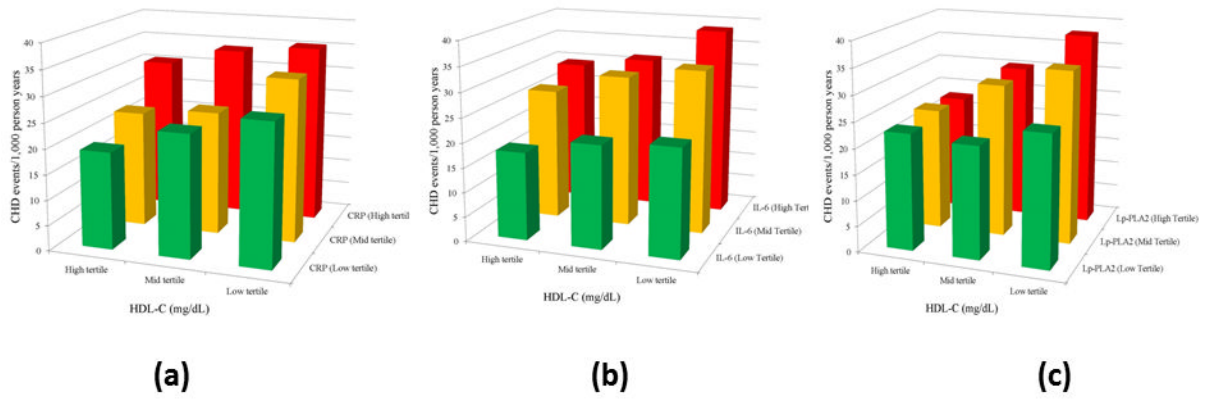 40
35
30
25
20
15
10
5
0
CHD events/1,000 person years
High tertile
Mid tertile
Low tertile
HDL-C (mg/dL)
CRP (High tertil
CRP (Mid tertile)
CRP (Low tertile)
(a)
40
35
30
25
20
15
10
5
0
CHD events/1,000 person years
High tertile
Mid tertile
Low tertile
HDL-C (mg/dL)
IL-6 (High Tert
IL-6 (Mid Tertile)
IL-6 (Low Tertile)
(b)
40
35
30
25
20
15
10
5
0
CHD events/1,000 person years
High tertile
Mid tertile
Low tertile
HDL-C (mg/dL)
Lp-PLA2 (High Tertile)
Lp-PLA2 (Mid Tertile)
Lp-PLA2 (Low Tertile)
(c)